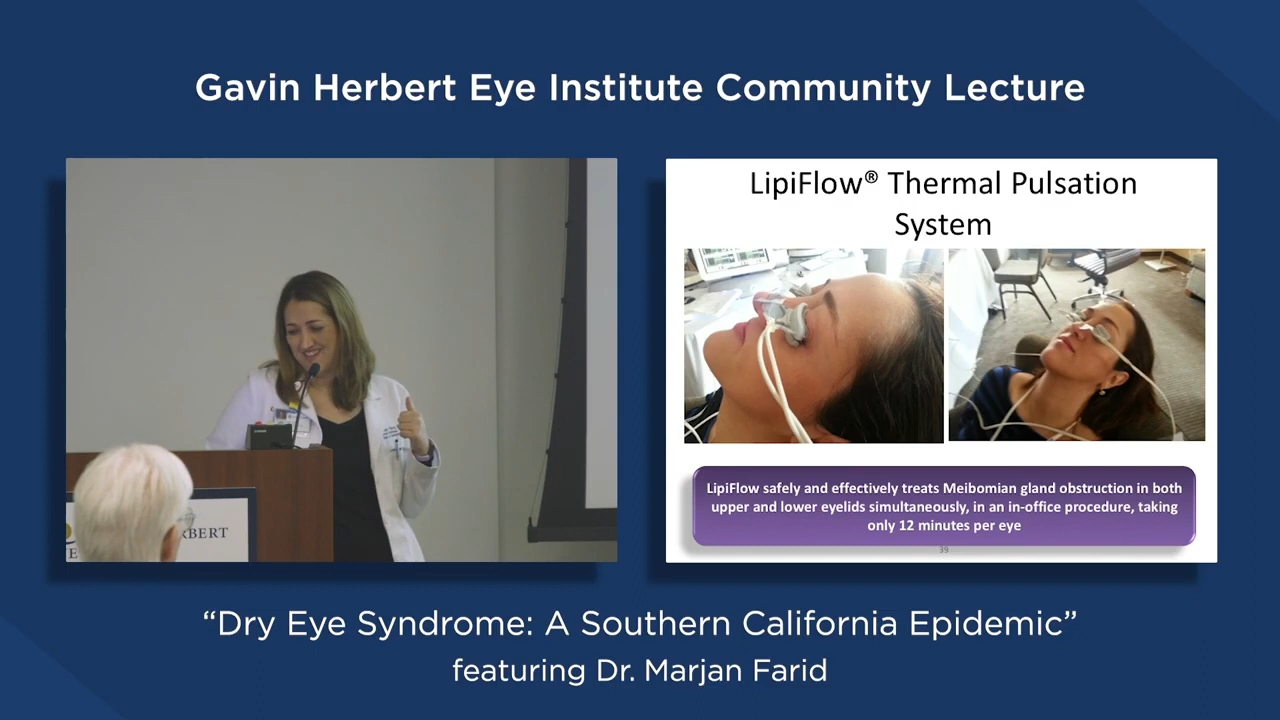 Gavin Herbert Eye Institute Community Lecture
LipiFlow® Thermal Pulsation
System
LipiFlow safely and effectively treats Meibomian gland obstruction in both
upper and lower eyelids simultaneously, in an in-office procedure, taking
only 12 minutes per eye
39
RBERT
“Dry Eye Syndrome: A Southern California Epidemic”
featuring Dr. Marjan Farid